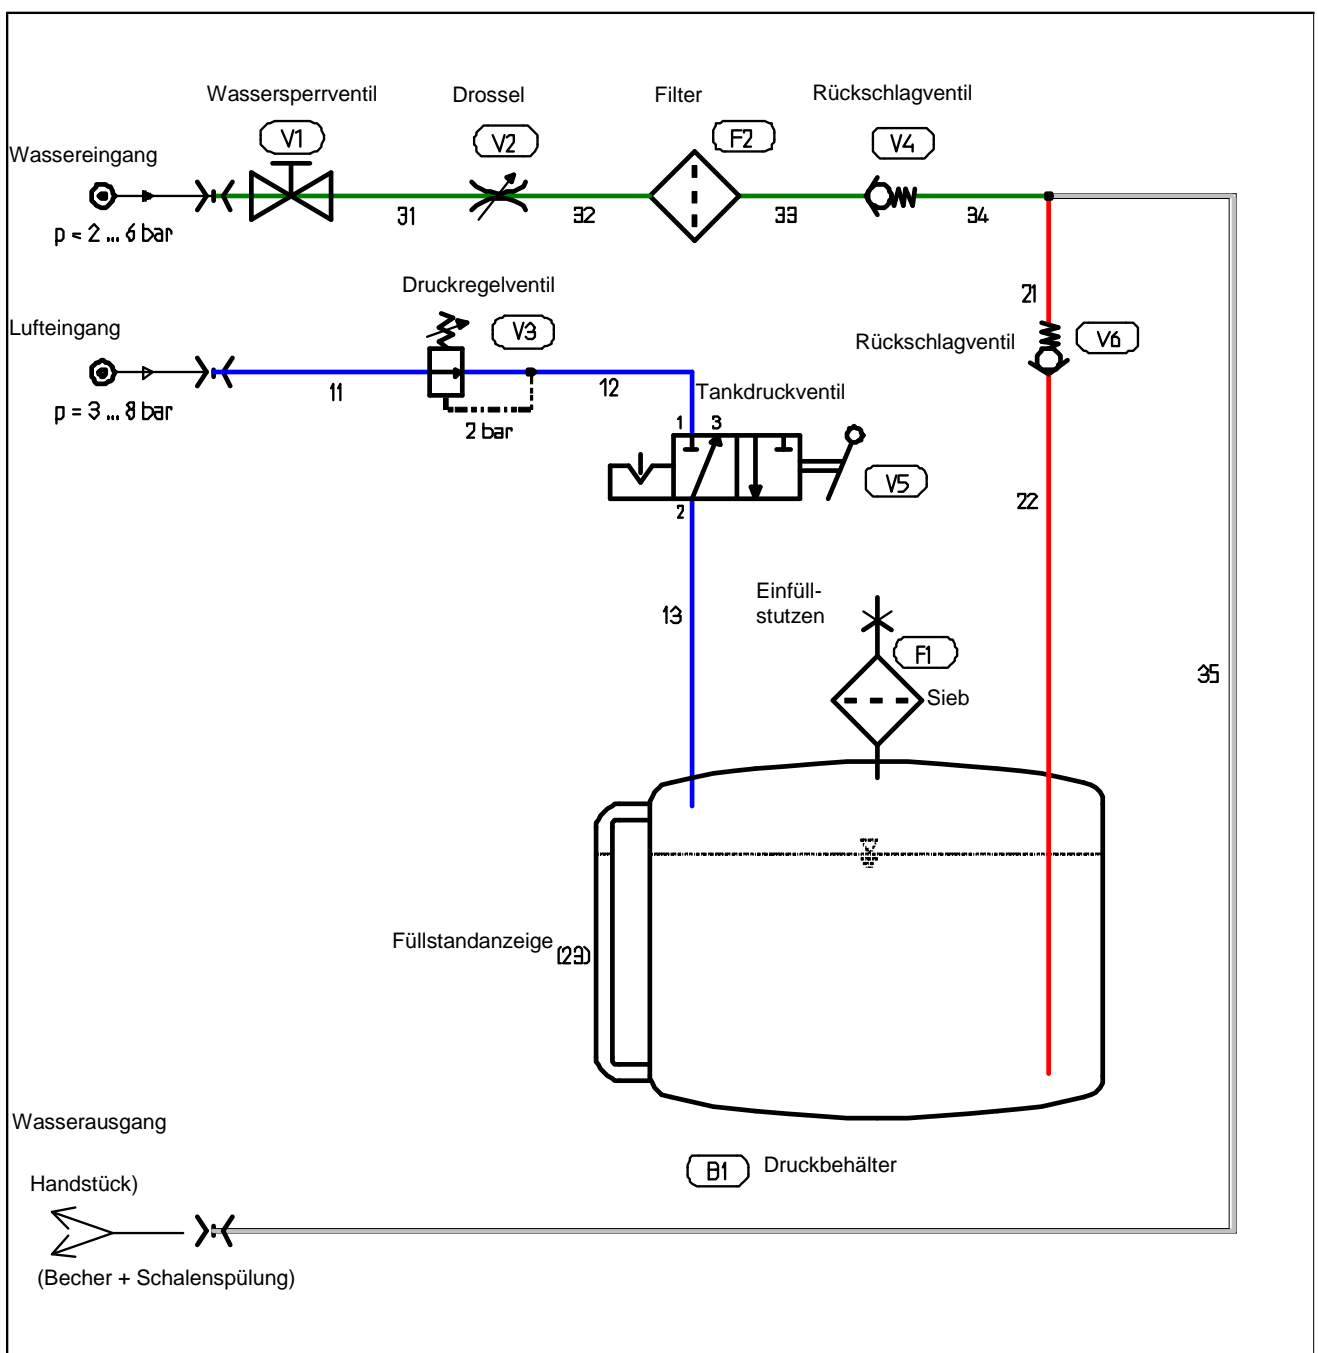 Wassersperrventil
Drossel
Filter
Rückschlagventil
V1
V2
F2
V4
Wassereingang
p = 2 ... 6 bar
31
32
33
34
Druckregelventil
V3
21
Lufteingang
Rückschlagventil
V6
p = 3 ... 8 bar
11
12
2 bar
Tankdruckventil
1
3
2
V5
22
13
Einfüll-
stutzen
F1
Sieb
35
Füllstandanzeige
(23)
Wasserausgang
B1
Druckbehälter
Handstück)
(Becher + Schalenspülung)